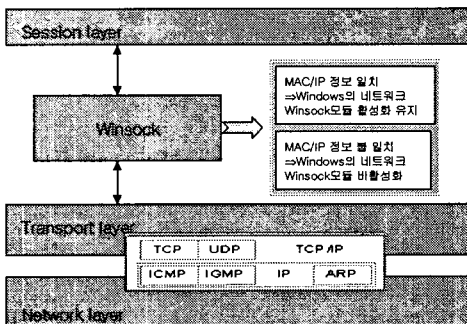 Session layer
MAC/IP 정보 일치
⇒Windows의 네트워크
Winsock모듈 활성화 유지
Winsock
MAC/IP 정보 불 일치
⇒Windows의 네트워크
Winsock모듈 비활성화
Transport layer
TCP UDP TCP/IP
ICMP IGMP IP ARP
Network layer